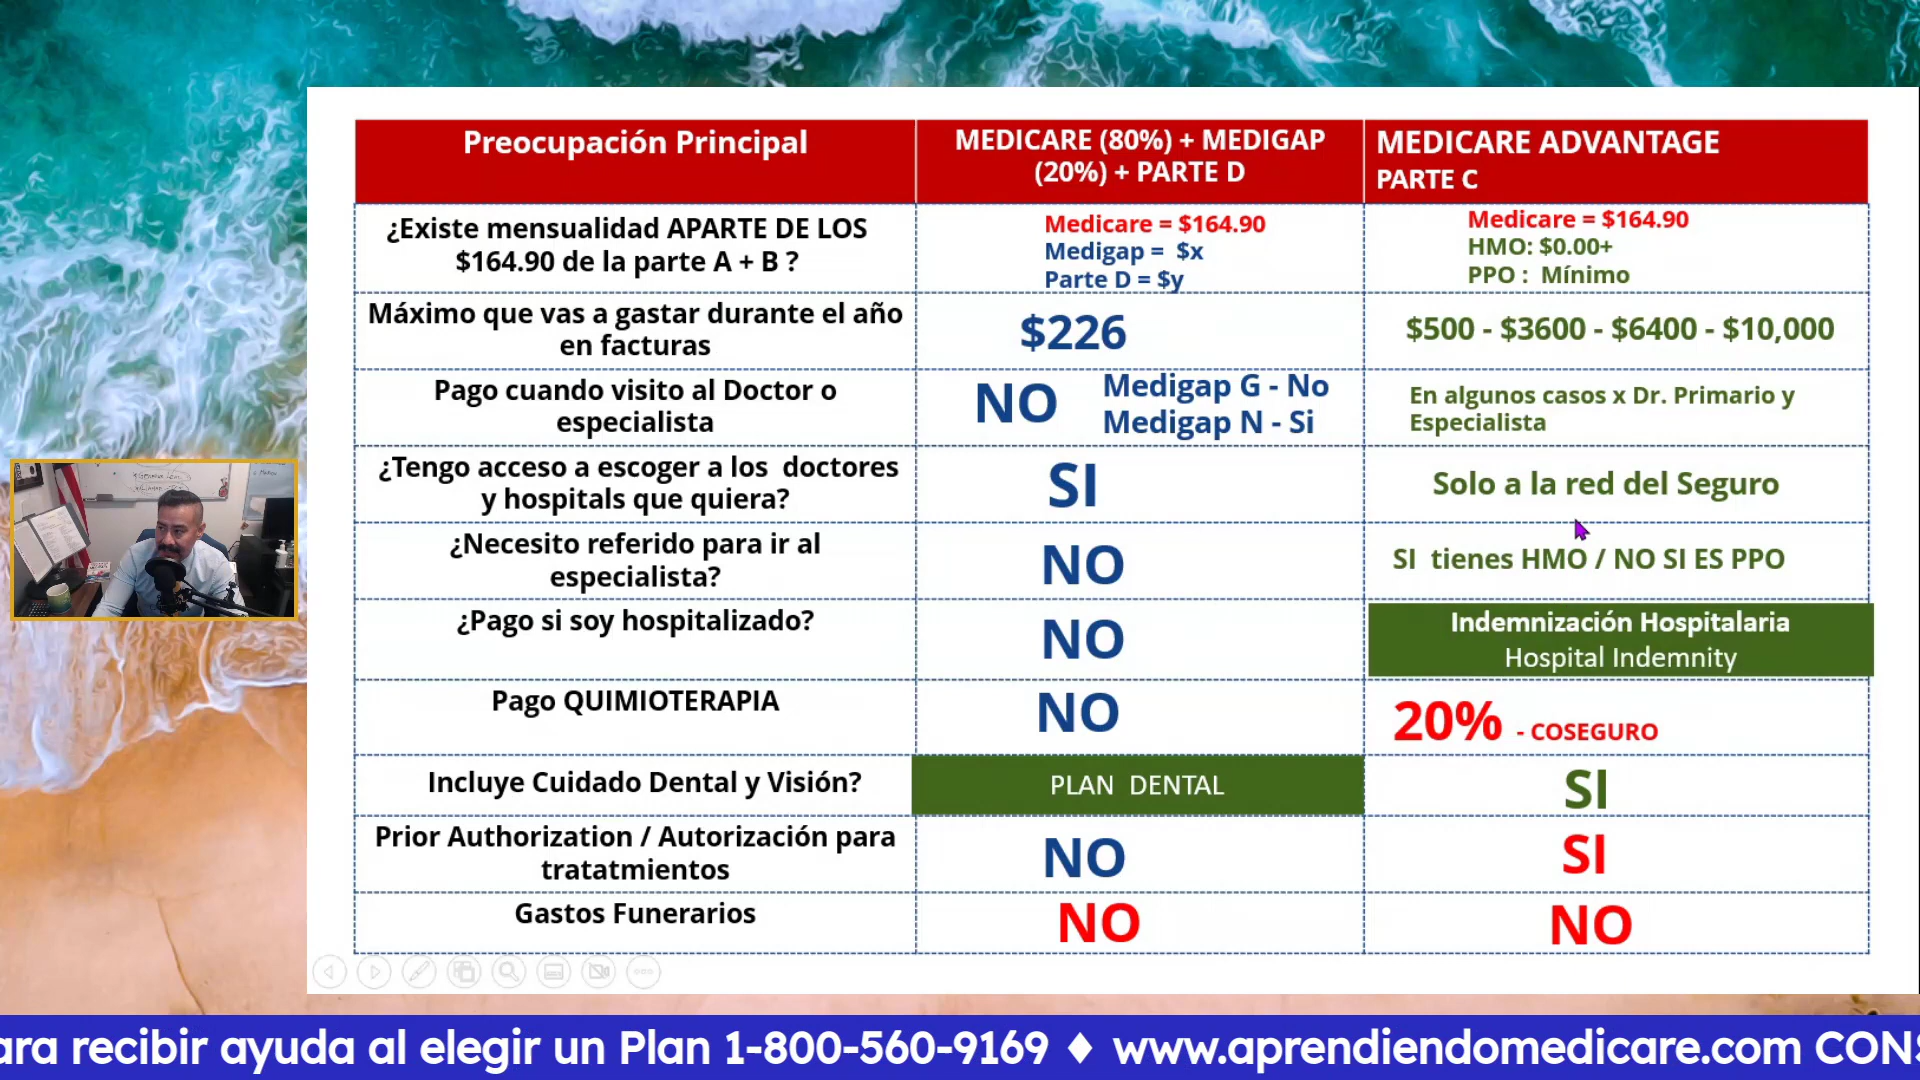 Preocupación Principal
MEDICARE (80%) + MEDIGAP
(20%) + PARTE D
MEDICARE ADVANTAGE
PARTE C
¿Existe mensualidad APARTE DE LOS
$164.90 de la parte A + B ?
Medicare = $164.90
Medigap = $x
Parte D = $y
Medicare = $164.90
HMO: $0.00+
PPO : Mínimo
Máximo que vas a gastar durante el año
en facturas
$226
$500 - $3600 - $6400 - $10,000
Pago cuando visito al Doctor o
especialista
NO
Medigap G - No
Medigap N - Si
En algunos casos x Dr. Primario y
Especialista
¿Tengo acceso a escoger a los doctores
y hospitals que quiera?
SI
Solo a la red del Seguro
¿Necesito referido para ir al
especialista?
NO
SI tienes HMO / NO SI ES PPO
¿Pago si soy hospitalizado?
NO
Indemnización Hospitalaria
Hospital Indemnity
Pago QUIMIOTERAPIA
NO
20% - COSEGURO
Incluye Cuidado Dental y Visión?
PLAN DENTAL
SI
Prior Authorization / Autorización para
tratatmientos
NO
SI
Gastos Funerarios
NO
NO
ara recibir ayuda al elegir un Plan 1-800-560-9169 ♦ www.aprendiendomedicare.com CONS